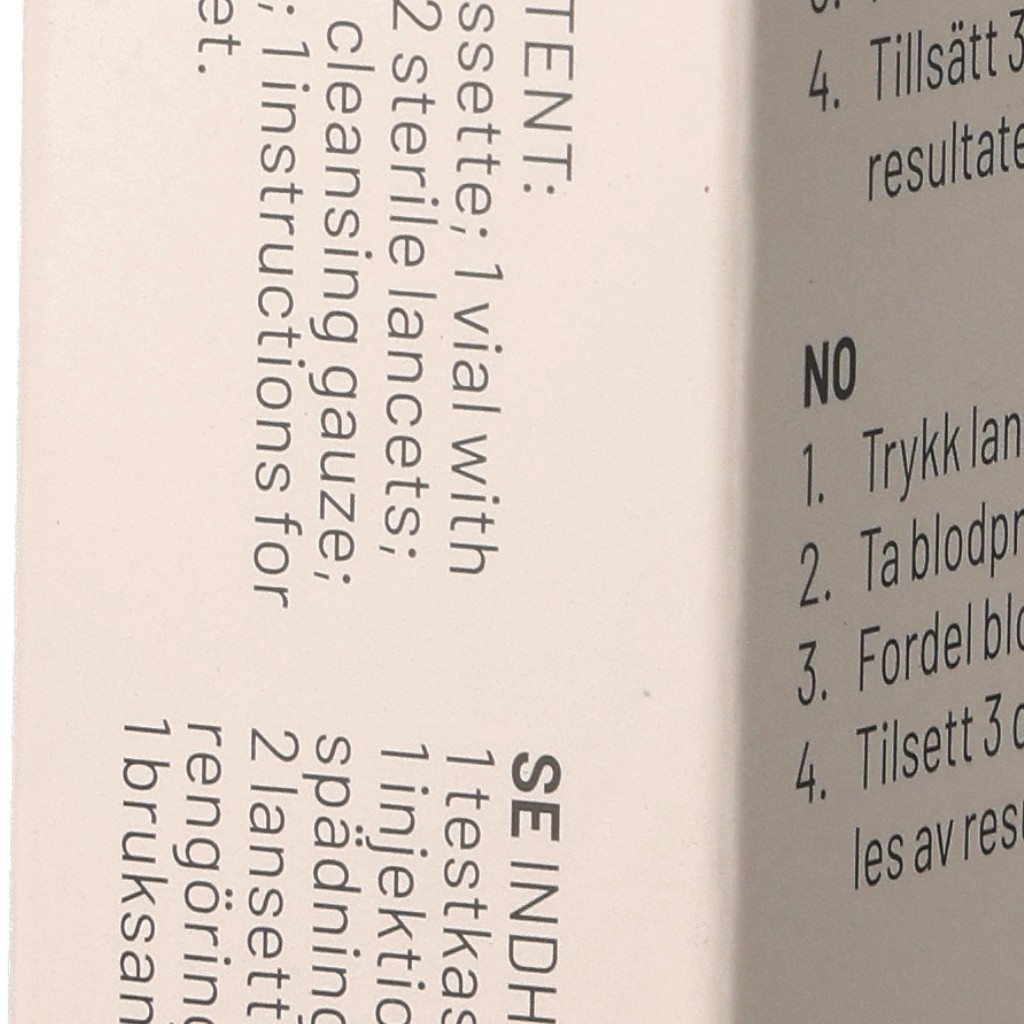 TENT:
ssette; 1 vial with
2 sterile lancets;
cleansing gauze;
; 1 instructions for
et.
SE INDH
1 testkas
1 injektio
spädning
2 lansett
rengöring
1 bruksan
4. Tillsätt 3
resultate
NO
1. Trykk lan
2. Ta blodpr
3. Fordel blo
4. Tilsett 3 d
les av resu